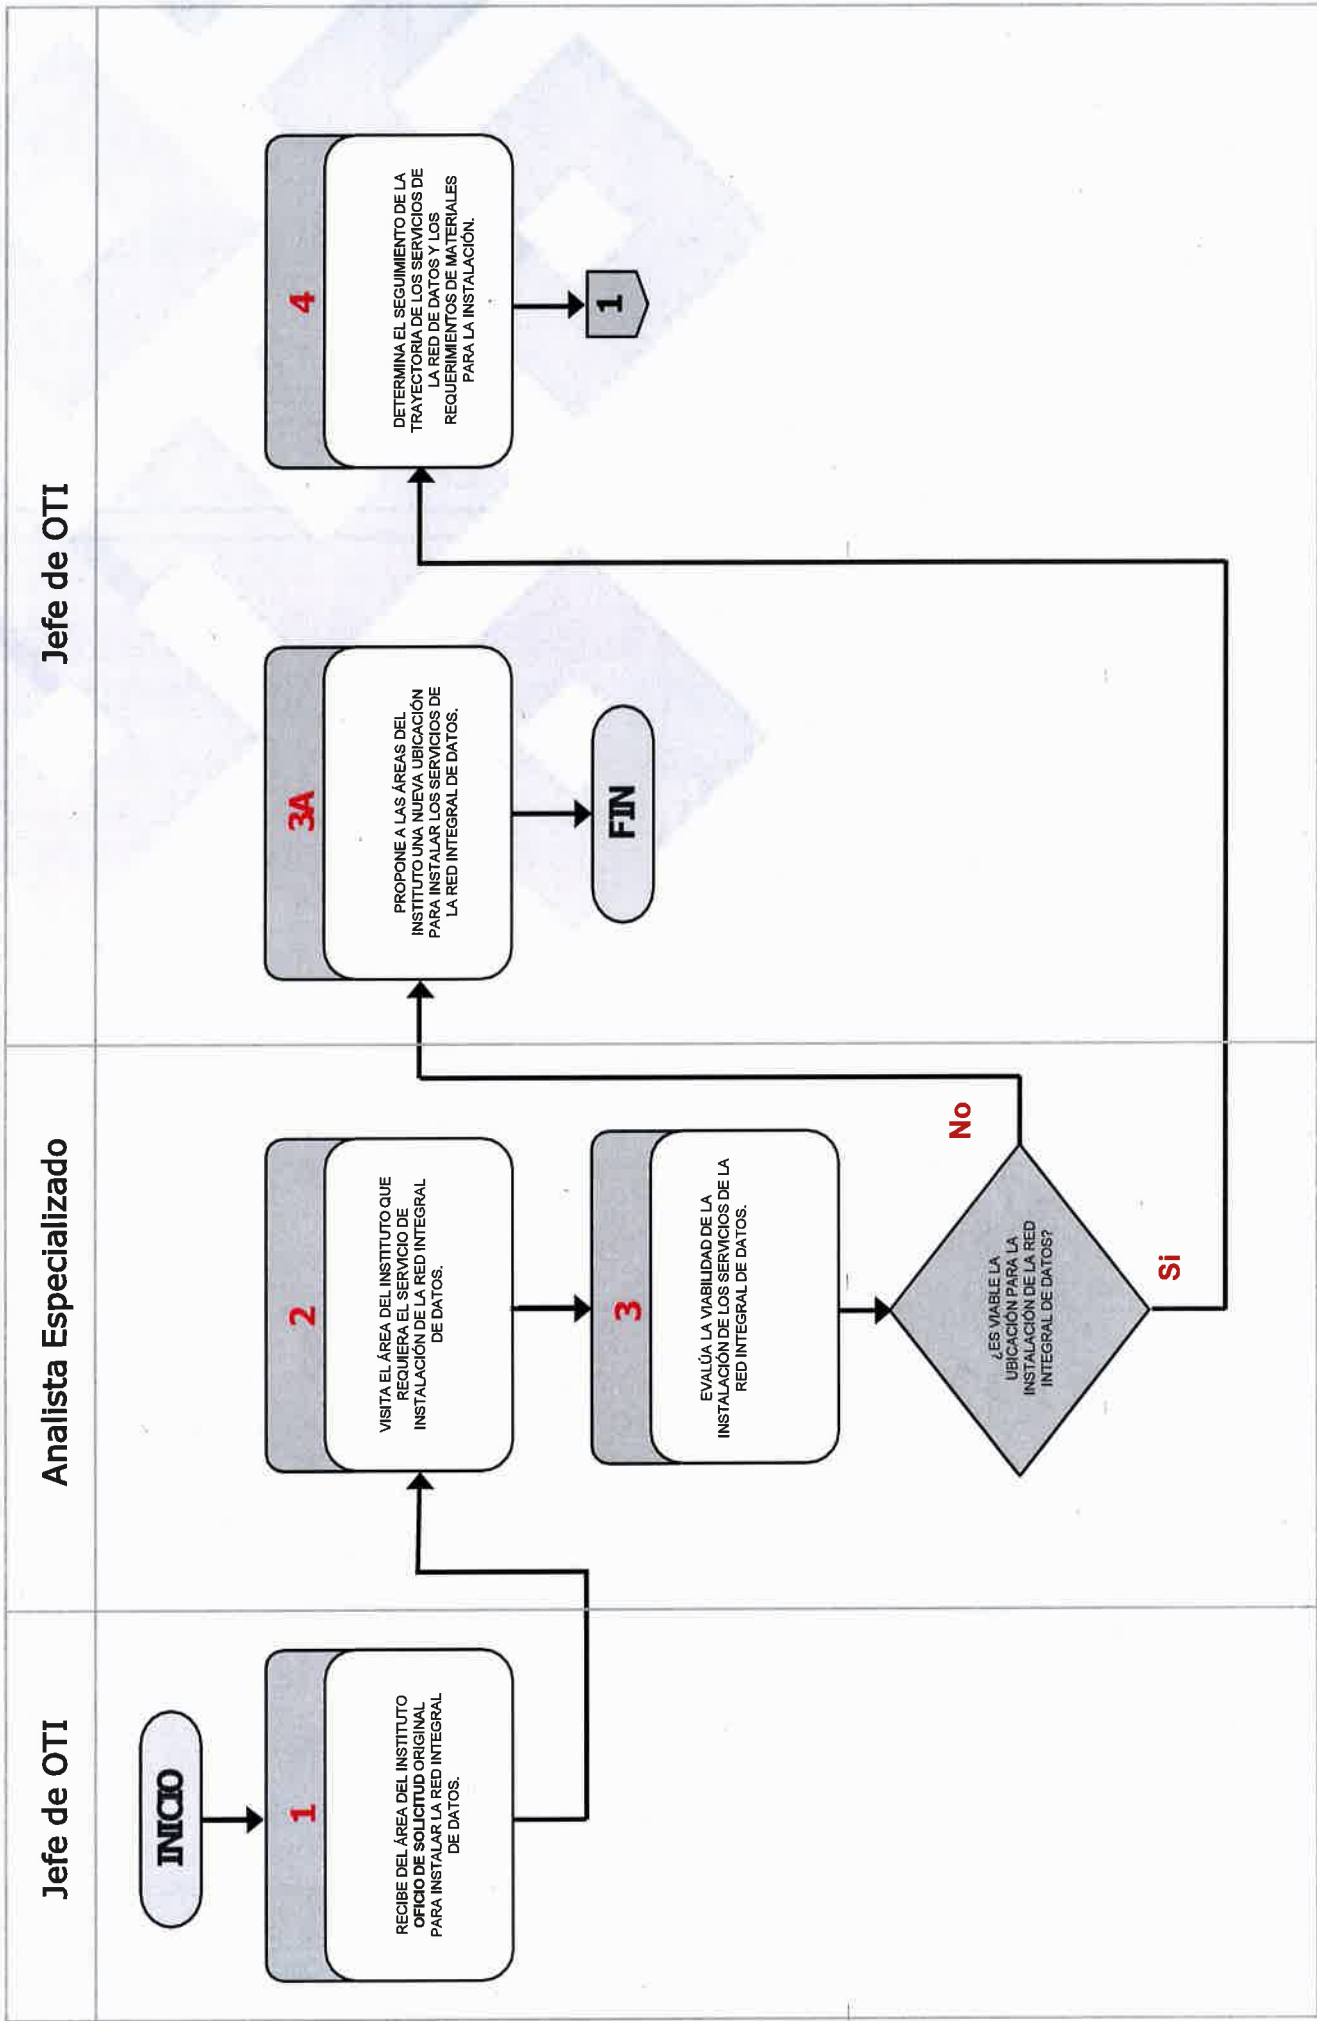 Jefe de OTI
Analista Especializado
Jefe de OTI
INICIO
1
RECIBE DEL ÁREA DEL INSTITUTO
OFICIO DE SOLICITUD ORIGINAL
PARA INSTALAR LA RED INTEGRAL
DE DATOS.
2
VISITA EL ÁREA DEL INSTITUTO QUE
REQUIERA EL SERVICIO DE
INSTALACIÓN DE LA RED INTEGRAL
DE DATOS.
3
EVALÚA LA VIABILIDAD DE LA
INSTALACIÓN DE LOS SERVICIOS DE LA
RED INTEGRAL DE DATOS.
¿ES VIABLE LA
UBICACIÓN PARA LA
INSTALACIÓN DE LA RED
INTEGRAL DE DATOS?
No
Si
3A
PROPONE A LAS ÁREAS DEL
INSTITUTO UNA NUEVA UBICACIÓN
PARA INSTALAR LOS SERVICIOS DE
LA RED INTEGRAL DE DATOS.
FIN
4
DETERMINA EL SEGUIMIENTO DE LA
TRAYECTORIA DE LOS SERVICIOS DE
LA RED DE DATOS Y LOS
REQUERIMIENTOS DE MATERIALES
PARA LA INSTALACIÓN.
1